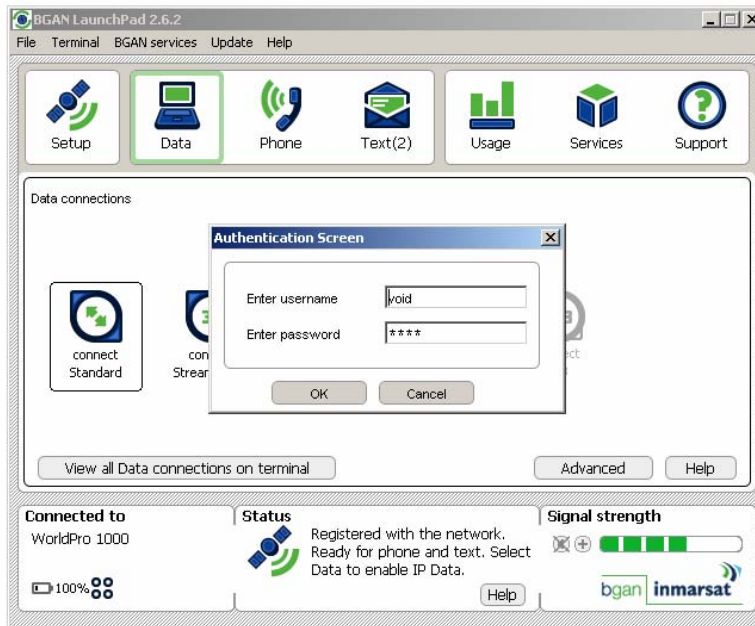 BGAN LaunchPad 2.6.2
File Terminal BGAN services Update Help
Setup Data Phone Text(2) Usage Services Support
Data connections
Authentication Screen
Enter username void
Enter password ****
OK Cancel
connect
Standard
View all Data connections on terminal Advanced Help
Connected to
WorldPro 1000
100%
Status
Registered with the network.
Ready for phone and text. Select
Data to enable IP Data.
Help
Signal strength
bgan inmarsat